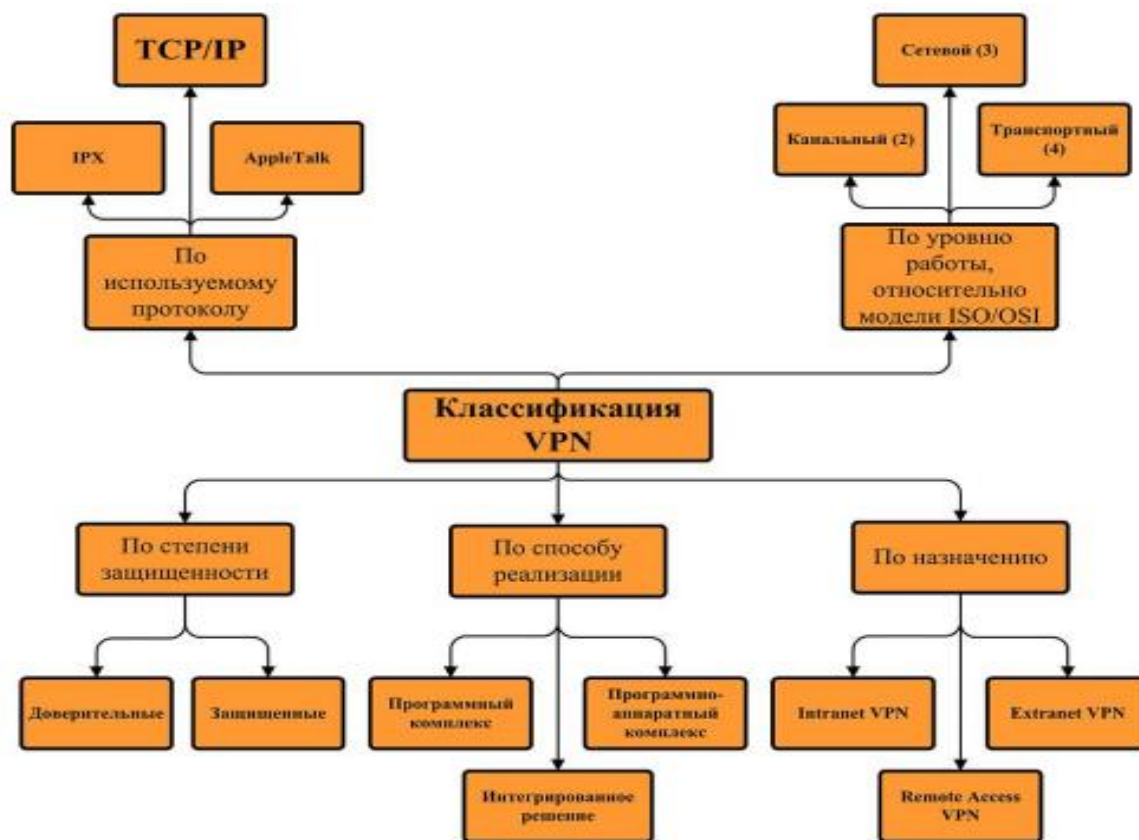 TCP/IP
Сетевой (3)
IPX
AppleTalk
Канальный (2)
Транспортный
(4)
По
используемому
протоколу
По уровню
работы,
относительно
модели ISO/OSI
Классификация
VPN
По степени
защищенности
По способу
реализации
По назначению
Доверительные
Защищенные
Программный
комплекс
Программно-
аппаратный
комплекс
Intranet VPN
Extranet VPN
Интегрированное
решение
Remote Access
VPN